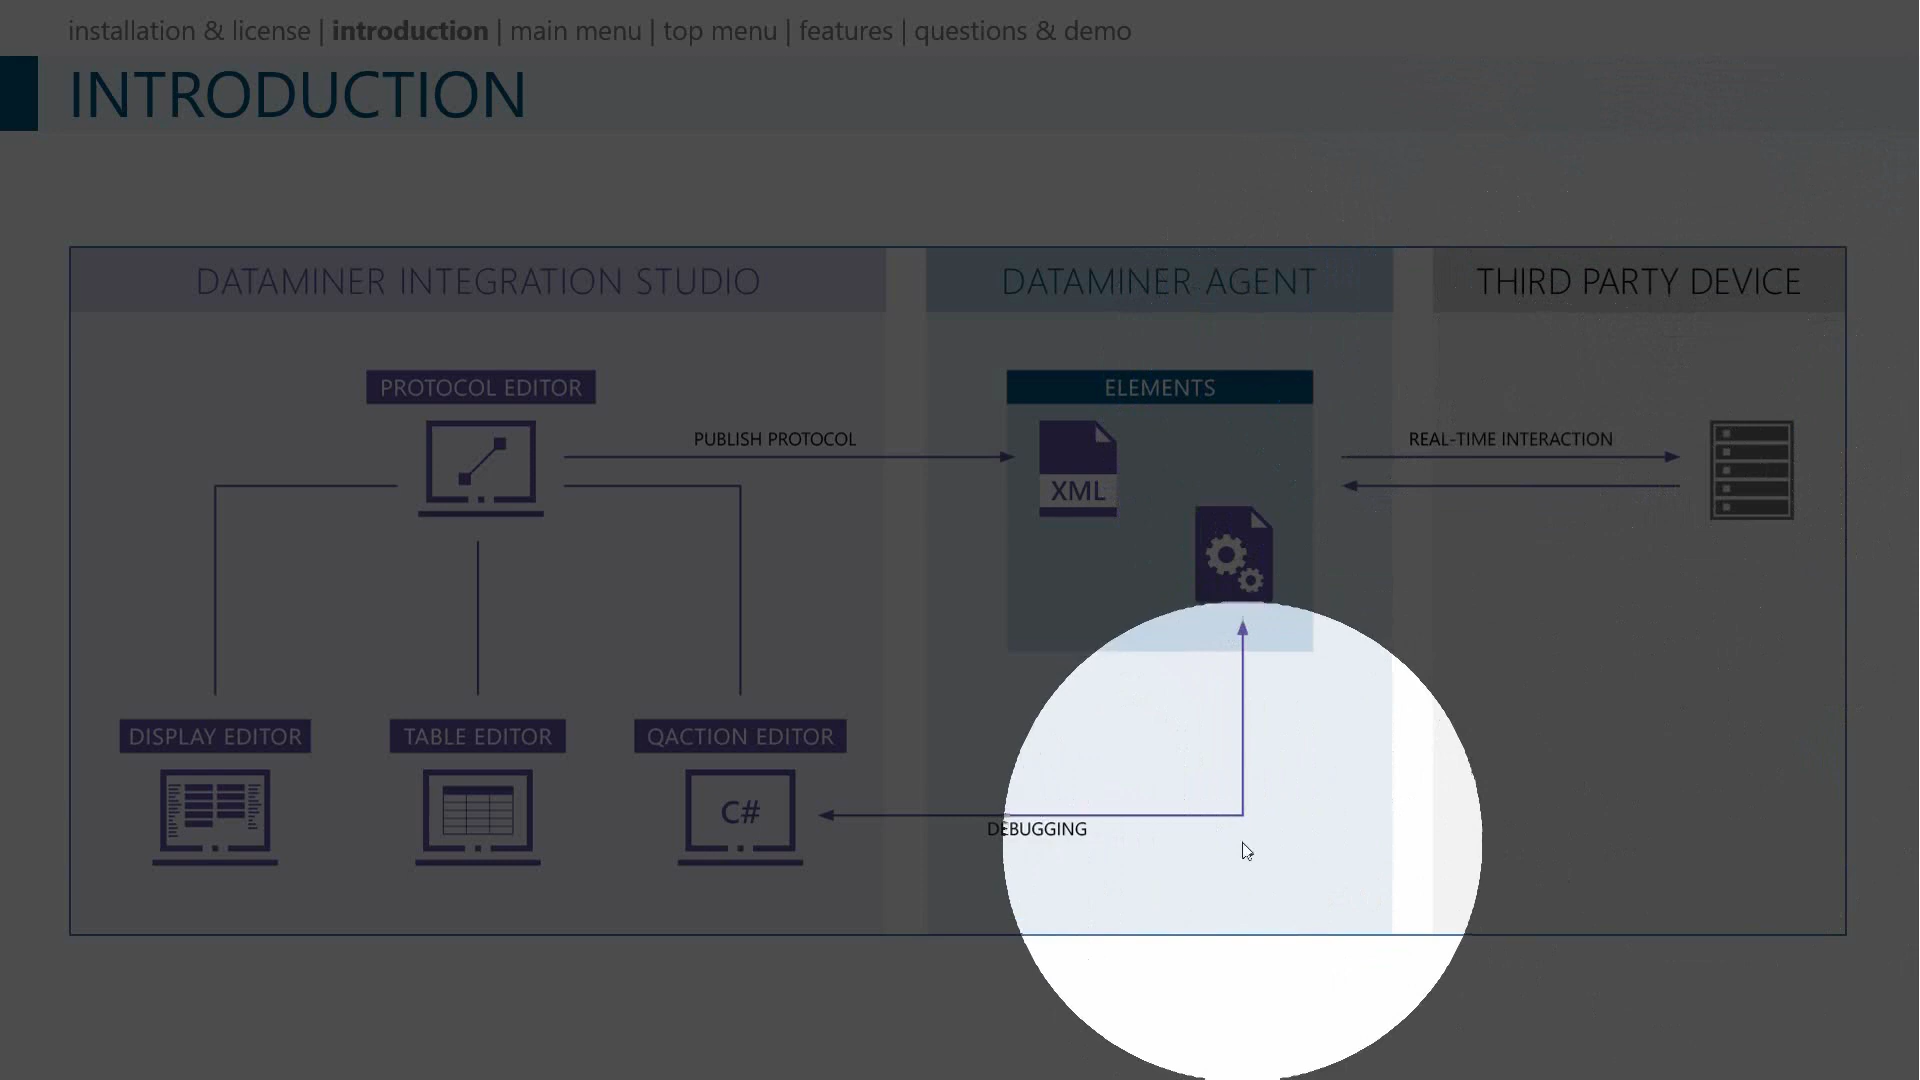 installation & license | introduction | main menu | top menu | features | questions & demo
INTRODUCTION
DATAMINER INTEGRATION STUDIO
DATAMINER AGENT
THIRD PARTY DEVICE
PROTOCOL EDITOR
ELEMENTS
PUBLISH PROTOCOL
REAL-TIME INTERACTION
XML
DISPLAY EDITOR
TABLE EDITOR
QACTION EDITOR
C#
DEBUGGING